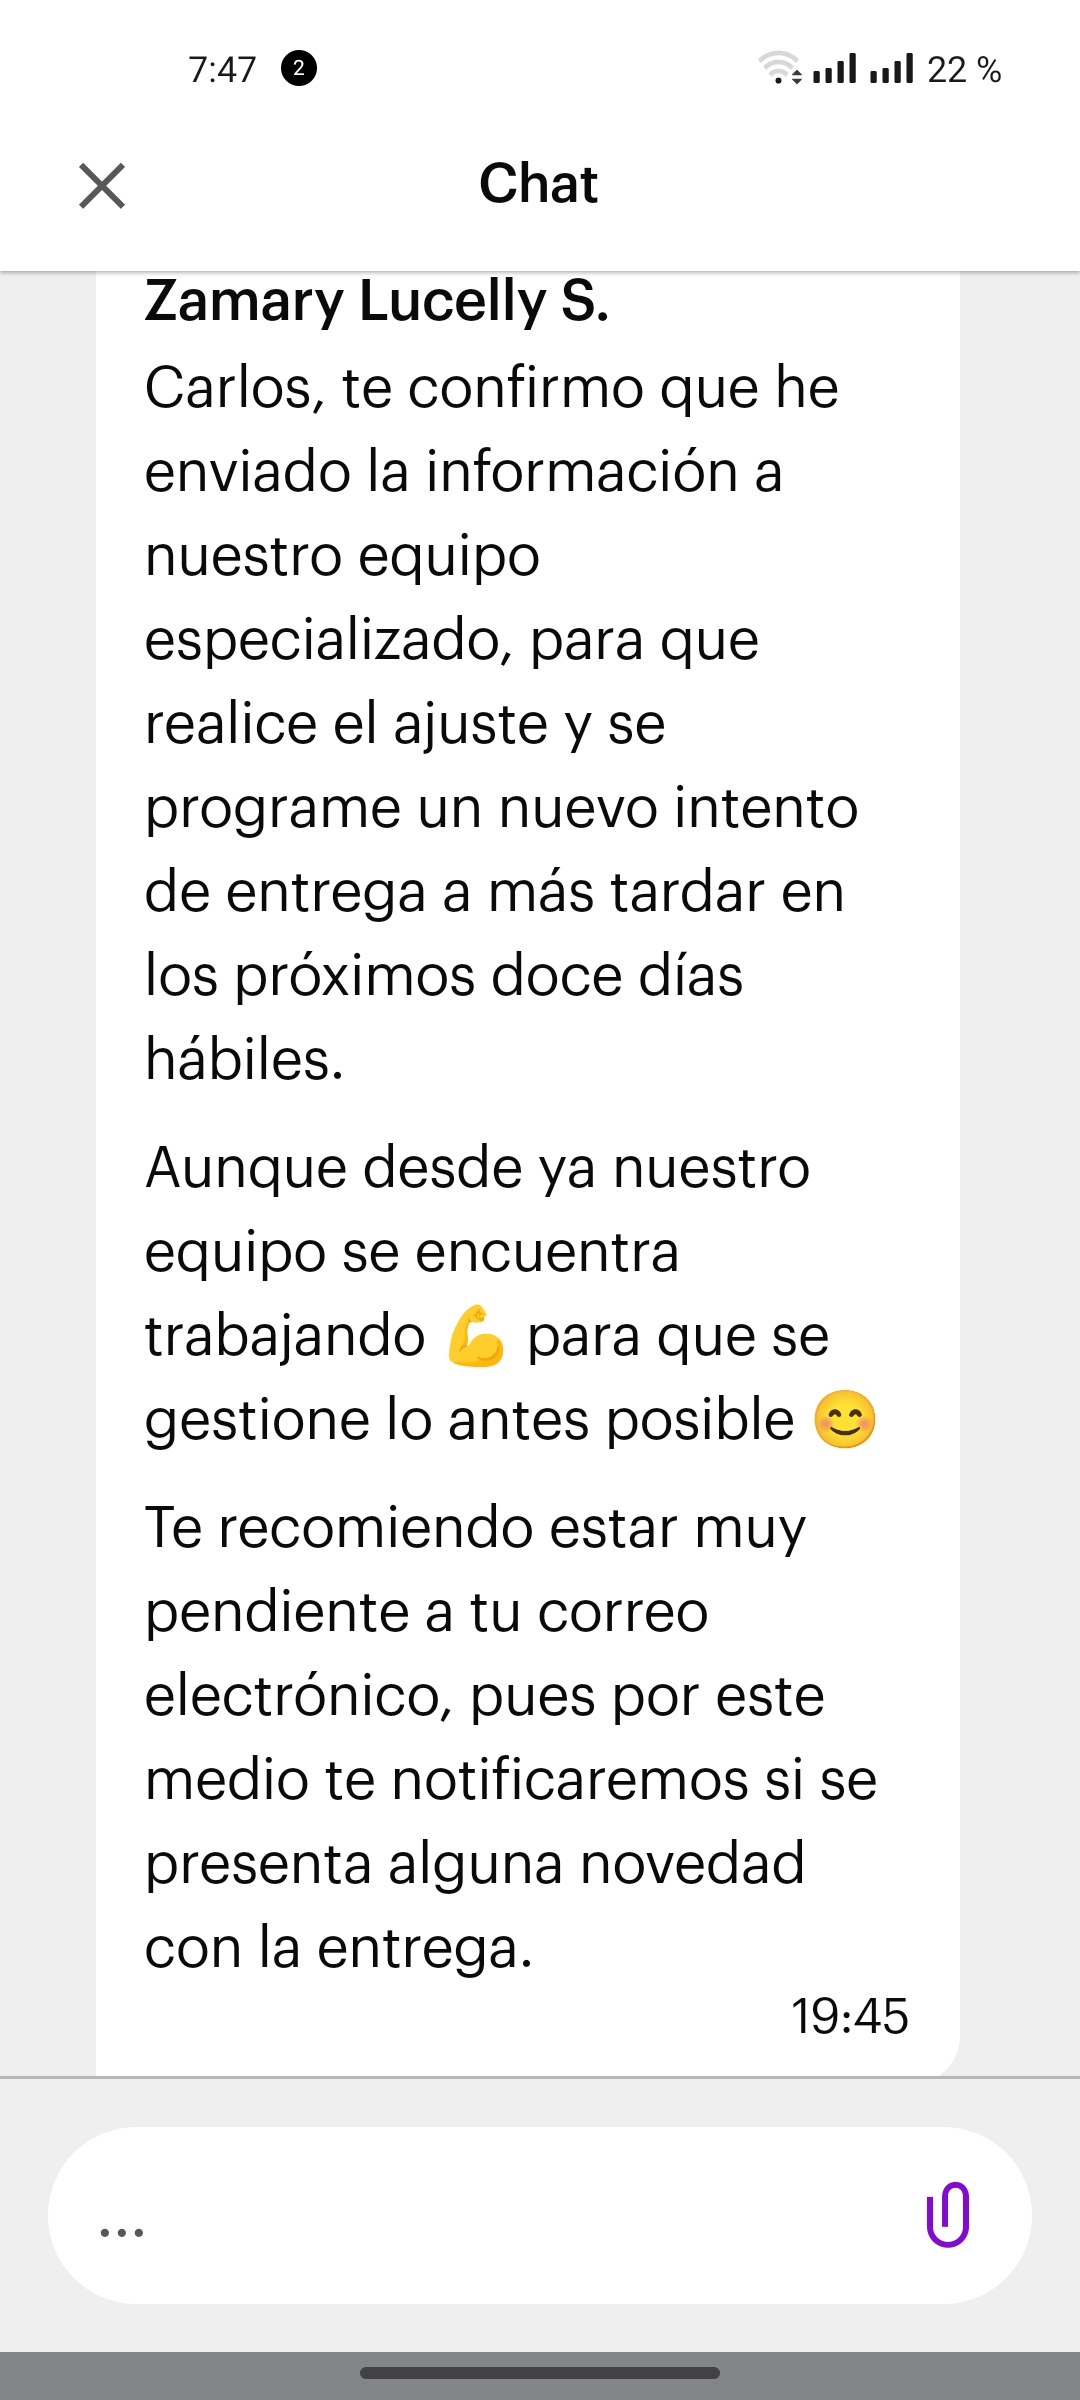 7:47 2 22 %
Chat
Zamary Lucelly S.
Carlos, te confirmo que he
enviado la información a
nuestro equipo
especializado, para que
realice el ajuste y se
programe un nuevo intento
de entrega a más tardar en
los próximos doce días
hábiles.
Aunque desde ya nuestro
equipo se encuentra
trabajando 💪 para que se
gestione lo antes posible 😊
Te recomiendo estar muy
pendiente a tu correo
electrónico, pues por este
medio te notificaremos si se
presenta alguna novedad
con la entrega.
19:45
...